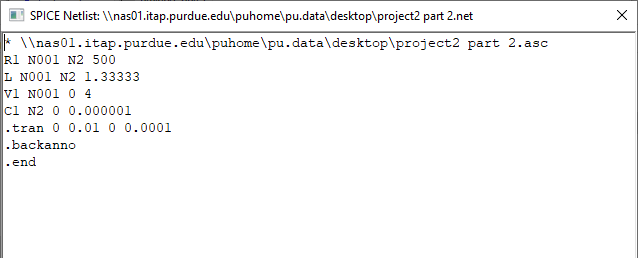 SPICE Netlist: \\nas01.itap.purdue.edu\puhome\pu.data\desktop\project2 part 2.net
* \\nas01.itap.purdue.edu\puhome\pu.data\desktop\project2 part 2.asc
R1 N001 N2 500
L N001 N2 1.33333
V1 N001 0 4
C1 N2 0 0.000001
.tran 0 0.01 0 0.0001
.backanno
.end